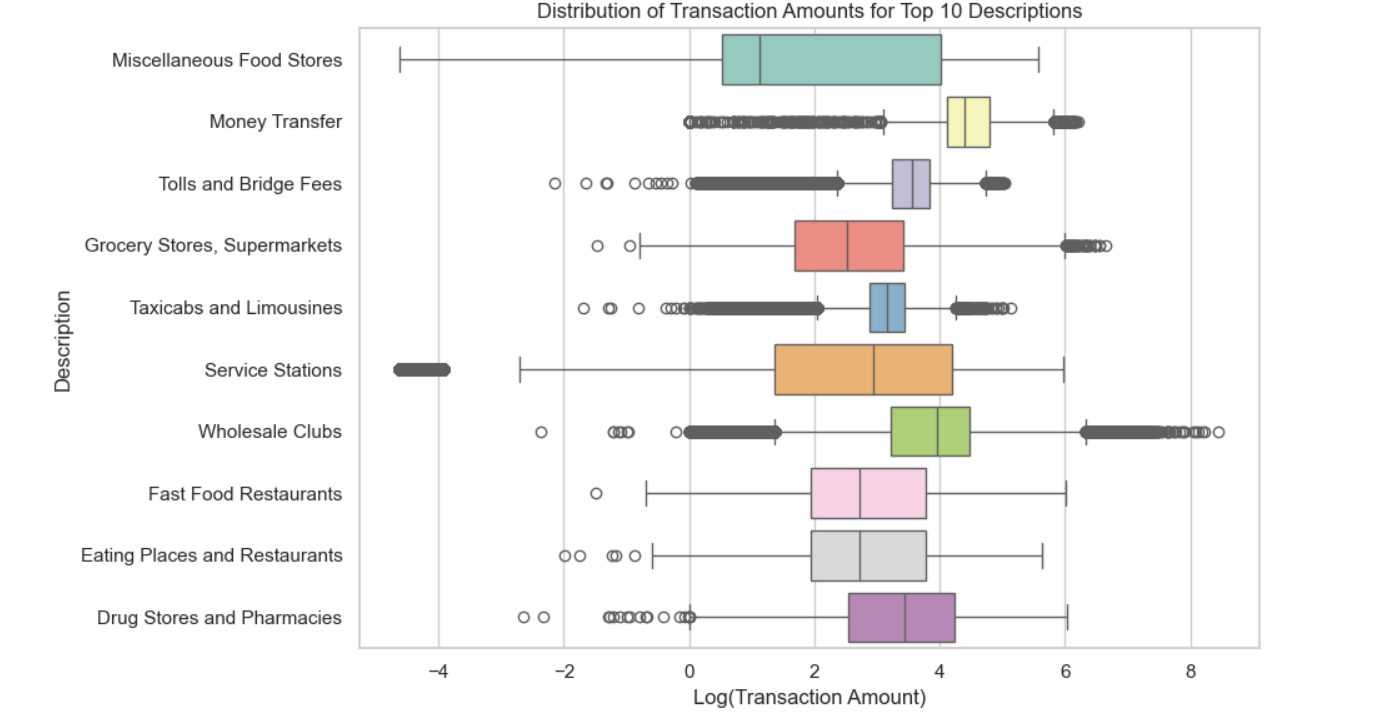 Distribution of Transaction Amounts for Top 10 Descriptions
Miscellaneous Food Stores
Money Transfer
Tolls and Bridge Fees
Grocery Stores, Supermarkets
Taxicabs and Limousines
Service Stations
Wholesale Clubs
Fast Food Restaurants
Eating Places and Restaurants
Drug Stores and Pharmacies
Description
−4 −2 0 2 4 6 8
Log(Transaction Amount)